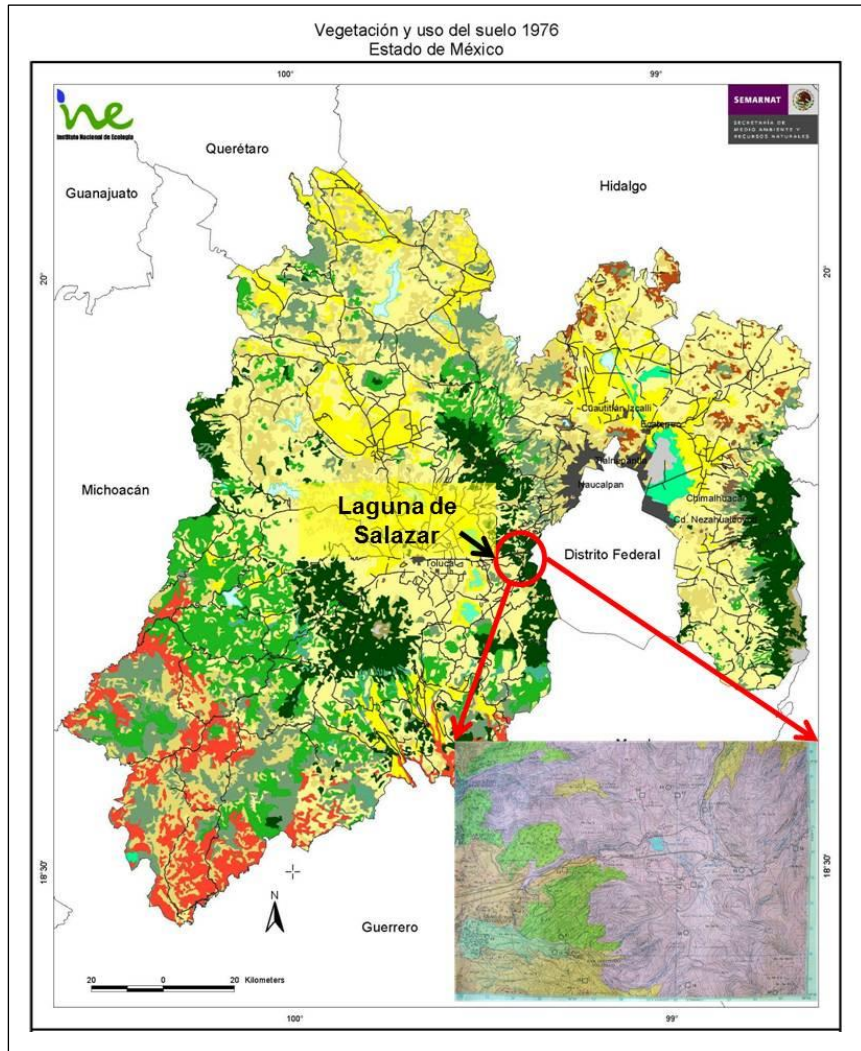 Vegetación y uso del suelo 1976
Estado de México
100°
99°
ine
Instituto Nacional de Ecología
SEMARNAT
SECRETARÍA DE
MEDIO AMBIENTE Y
RECURSOS NATURALES
Querétaro
Guanajuato
Hidalgo
20°
20°
Cuautitlán Izcalli
Ecatepec
Tlalnepantla
Naucalpan
Chimalhuacán
Michoacán
Laguna de
Salazar
Cd. Nezahualcóyotl
Distrito Federal
Toluca
18°30'
18°30'
N
Guerrero
20
0
20 Kilometers
100°
99°